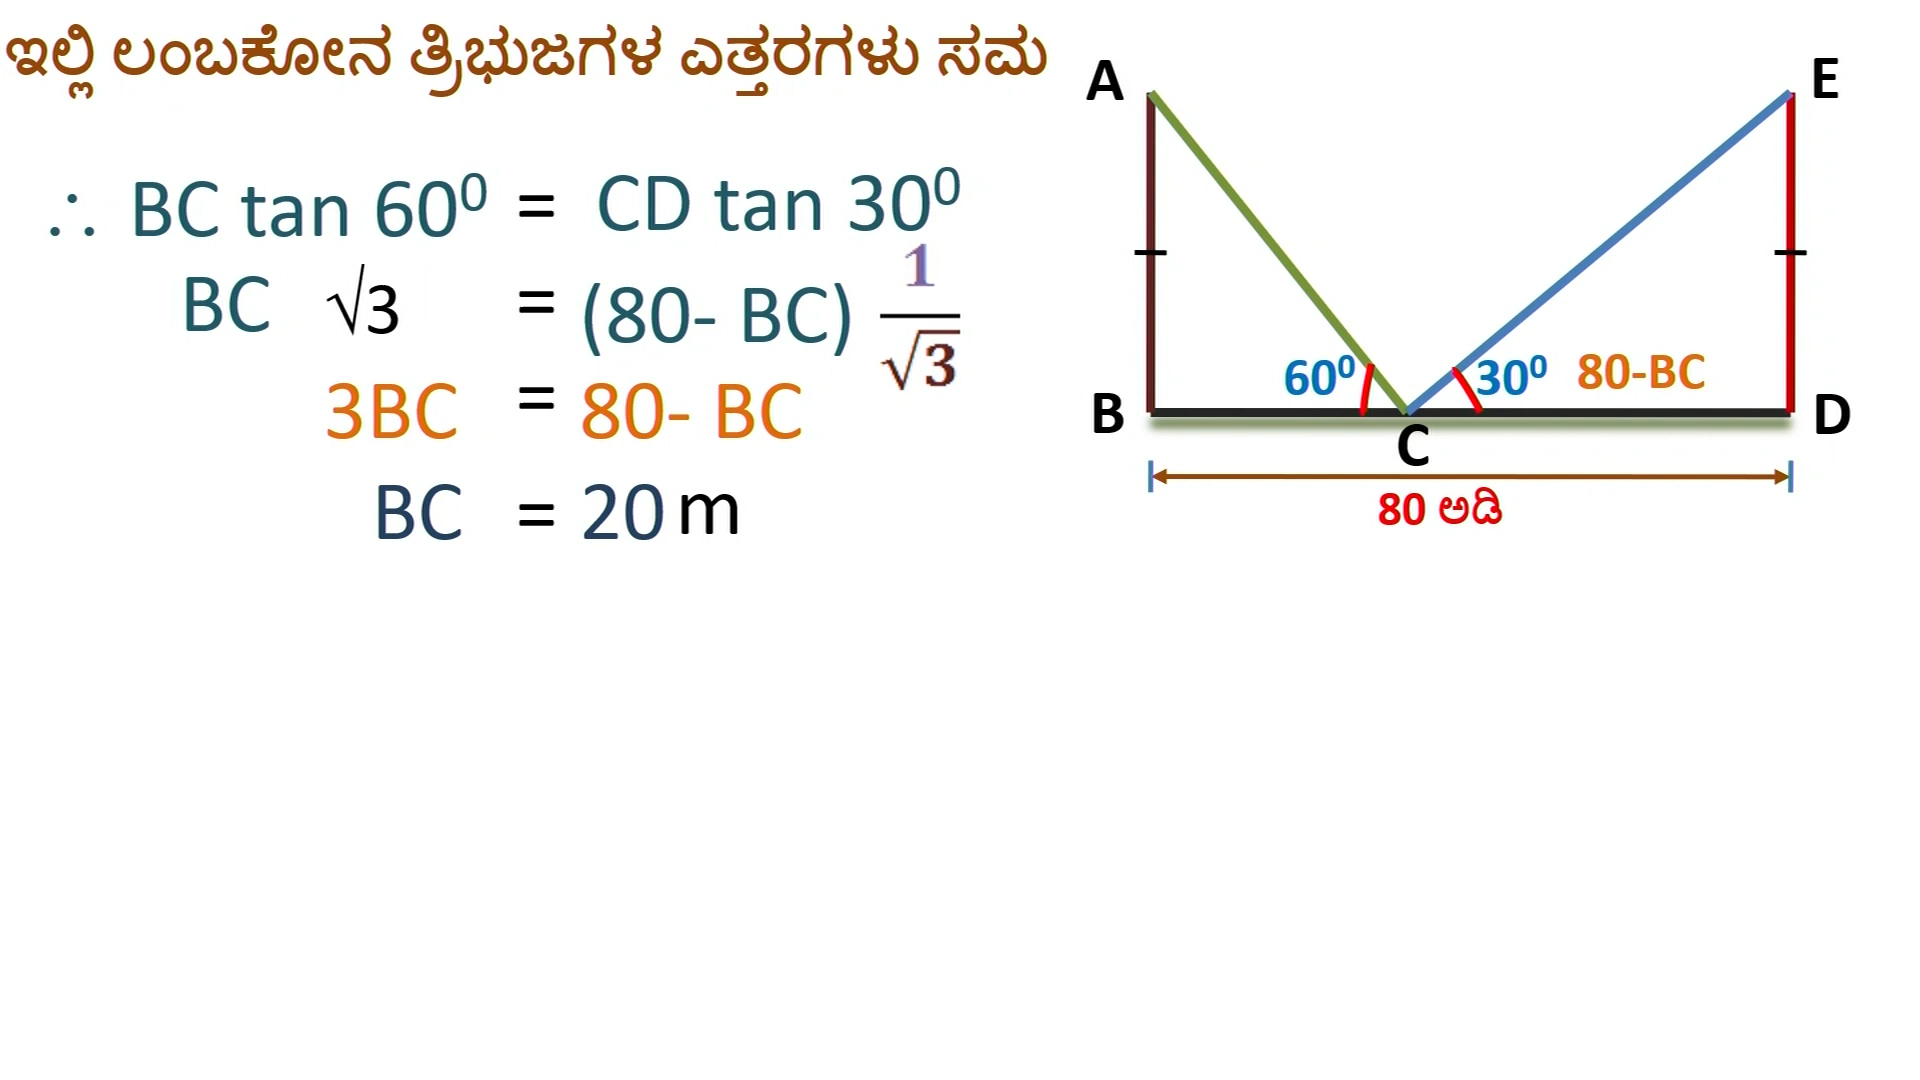 ಇಲ್ಲಿ ಲಂಬಕೋನ ತ್ರಿಭುಜಗಳ ಎತ್ತರಗಳು ಸಮ
∴ BC tan 60⁰ = CD tan 30⁰
BC √3 = (80- BC) 1/√3
3BC = 80- BC
BC = 20 m
A
E
60⁰
30⁰
80-BC
B
C
D
80 ಅಡಿ